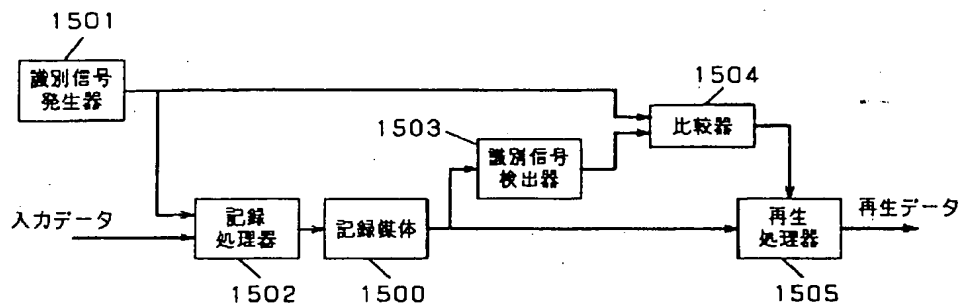 1501
識別信号
発生器
1504
比較器
1503
識別信号
検出器
入力データ
記録
処理器
記録媒体
再生
処理器
再生データ
1502
1500
1505